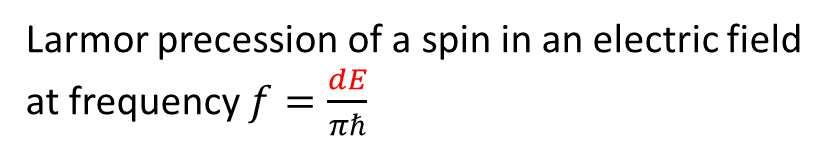 Larmor precession of a spin in an electric field
at frequency f = dE/πħ